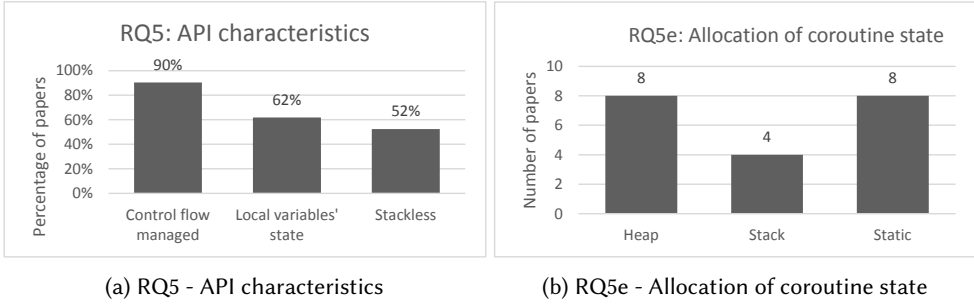 RQ5: API characteristics
Percentage of papers
100%
80%
60%
40%
20%
0%
90%
62%
52%
Control flow
managed
Local variables'
state
Stackless
(a) RQ5 - API characteristics
RQ5e: Allocation of coroutine state
Number of papers
10
8
6
4
2
0
8
4
8
Heap
Stack
Static
(b) RQ5e - Allocation of coroutine state